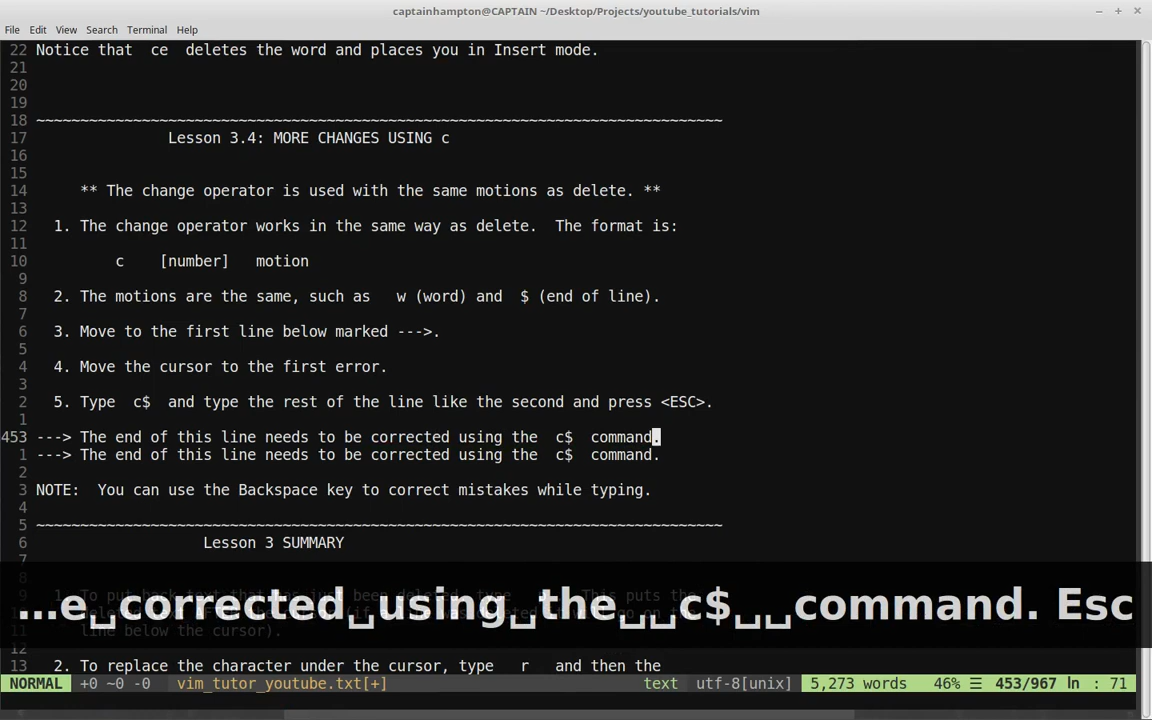 captainhampton@CAPTAIN ~/Desktop/Projects/youtube_tutorials/vim
File Edit View Search Terminal Help
22 Notice that  ce  deletes the word and places you in Insert mode.
21
20
19
18 ~~~~~~~~~~~~~~~~~~~~~~~~~~~~~~~~~~~~~~~~~~~~~~~~~~~~~~~~~~~~~~~~~~~~~~~~~~~~~~
17 Lesson 3.4: MORE CHANGES USING c
16
15
14 ** The change operator is used with the same motions as delete. **
13
12 1. The change operator works in the same way as delete.  The format is:
11
10 c    [number]   motion
9
8 2. The motions are the same, such as   w (word) and  $ (end of line).
7
6 3. Move to the first line below marked --->.
5
4 4. Move the cursor to the first error.
3
2 5. Type  c$  and type the rest of the line like the second and press <ESC>.
1
453 ---> The end of this line needs to be corrected using the  c$  command.
1 ---> The end of this line needs to be corrected using the  c$  command.
2
3 NOTE:  You can use the Backspace key to correct mistakes while typing.
4
5 ~~~~~~~~~~~~~~~~~~~~~~~~~~~~~~~~~~~~~~~~~~~~~~~~~~~~~~~~~~~~~~~~~~~~~~~~~~~~~~
6 Lesson 3 SUMMARY
7
8
…e␣corrected␣using␣the␣␣c$␣␣command. Esc
11 line below the cursor).
12
13 2. To replace the character under the cursor, type   r   and then the
NORMAL +0 ~0 -0 vim_tutor_youtube.txt[+] text utf-8[unix] 5,273 words 46% ☰ 453/967 ln : 71